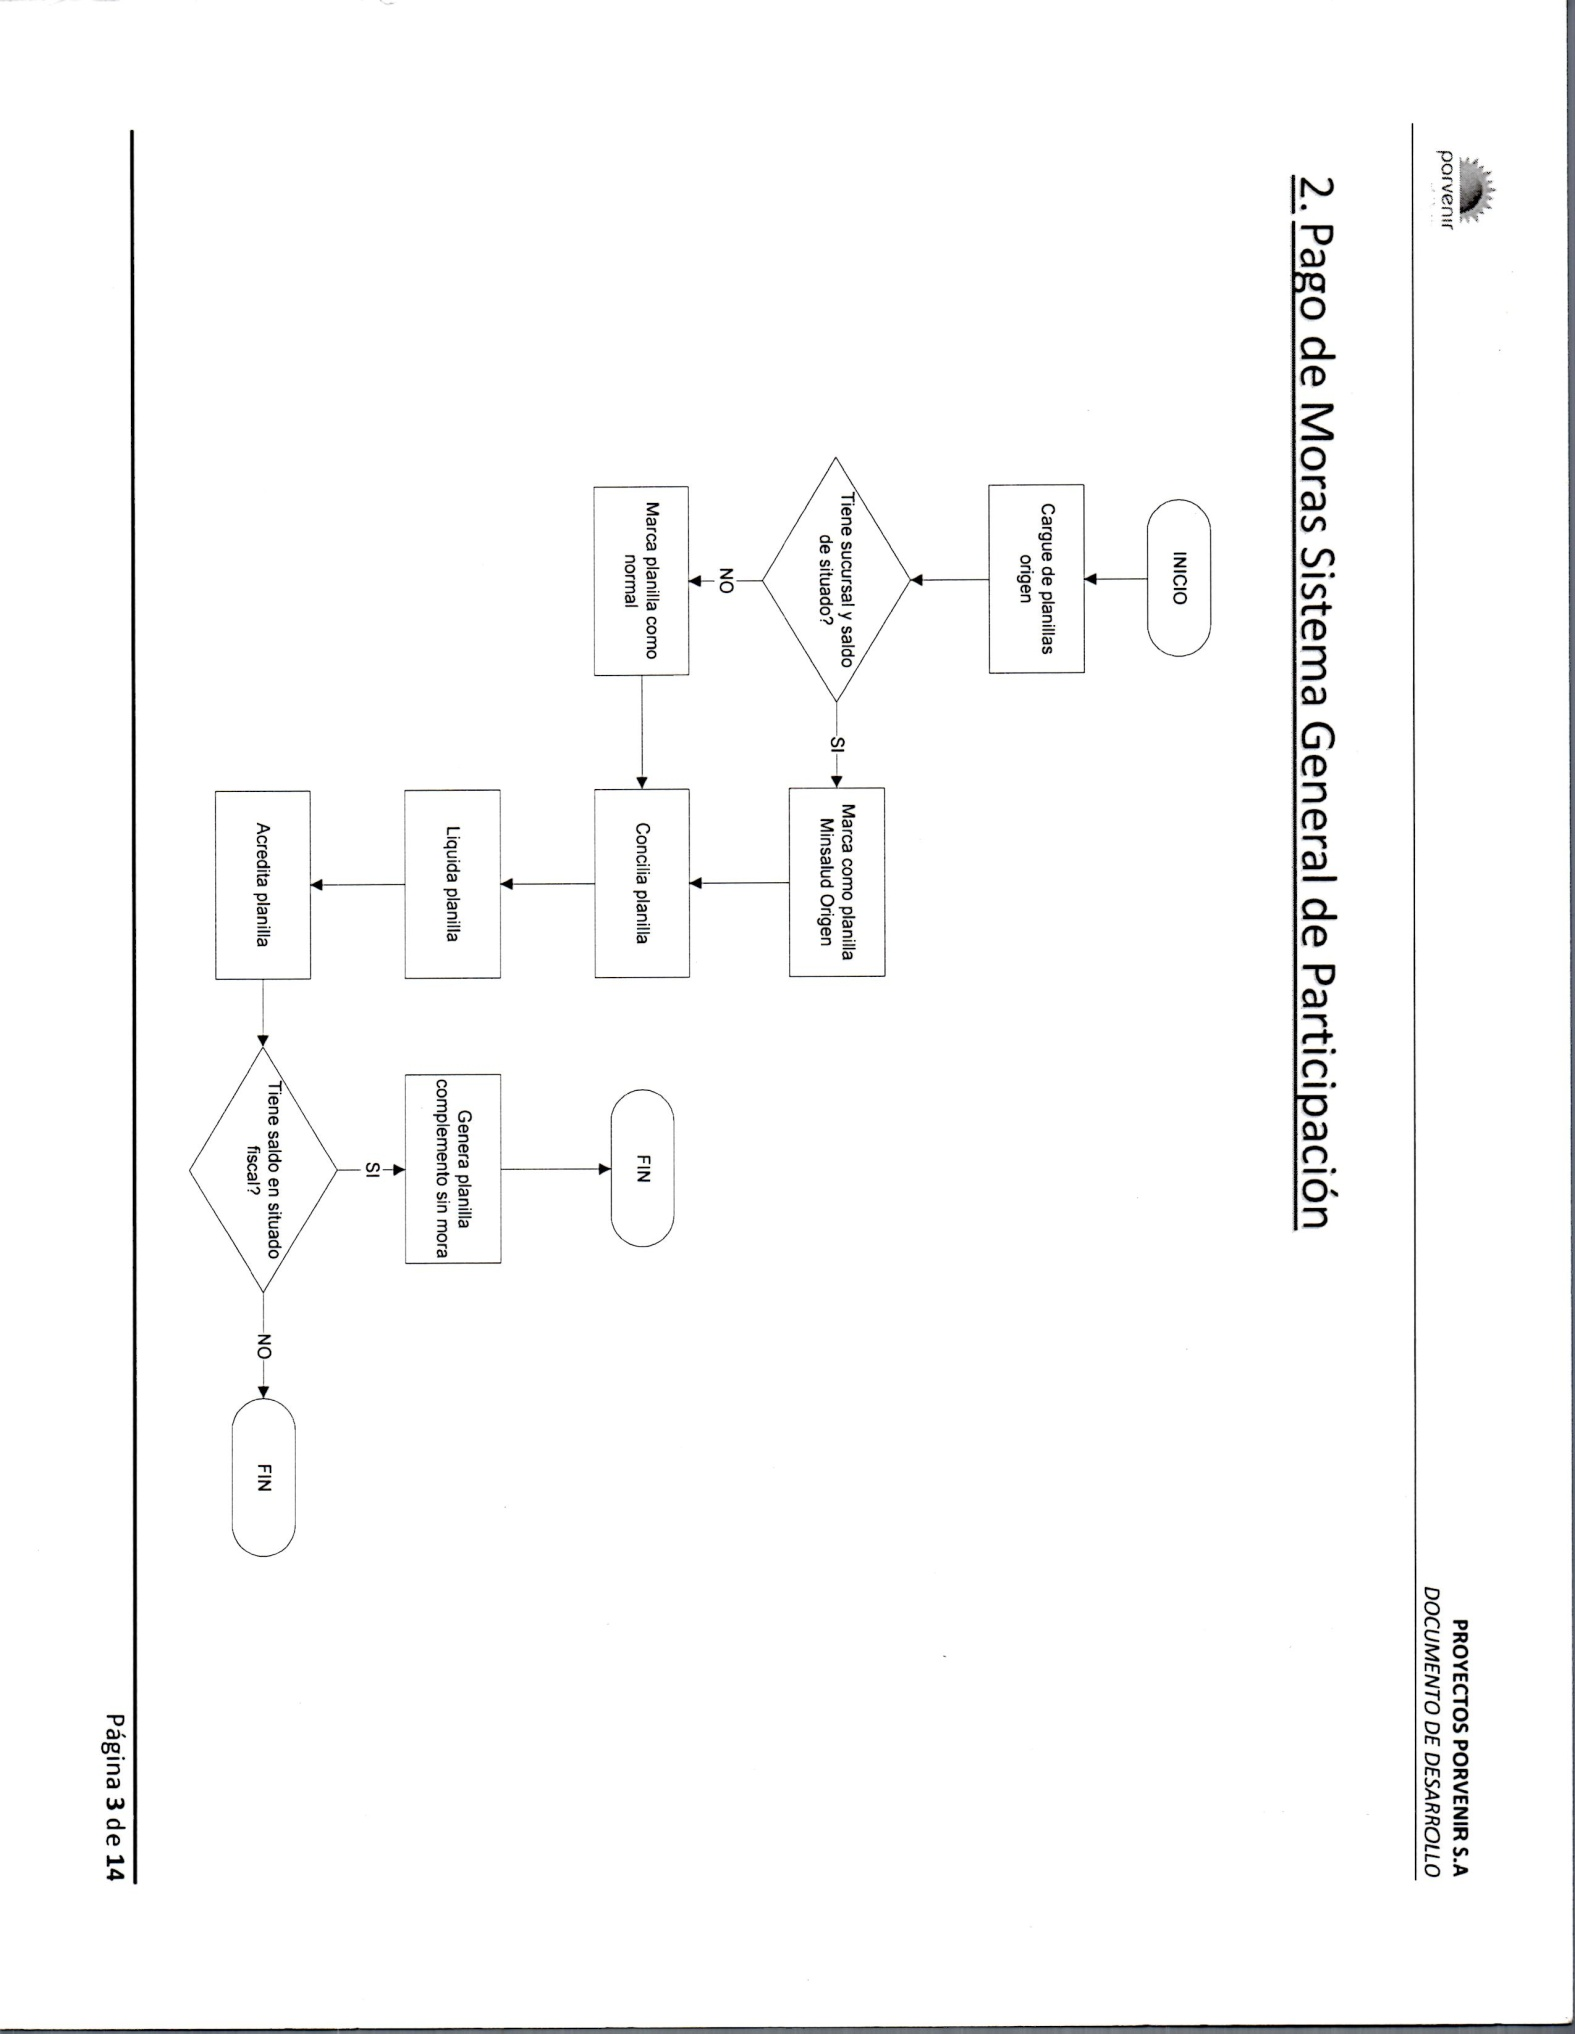 porvenir
PROYECTOS PORVENIR S.A
DOCUMENTO DE DESARROLLO
2. Pago de Moras Sistema General de Participación
INICIO
Cargue de planillas
origen
Tiene sucursal y saldo
de situado?
SI
Marca como planilla
Minsalud Origen
NO
Marca planilla como
normal
Concilia planilla
Liquida planilla
Acredita planilla
Tiene saldo en situado
fiscal?
SI
Genera planilla
complemento sin mora
FIN
NO
FIN
Página 3 de 14